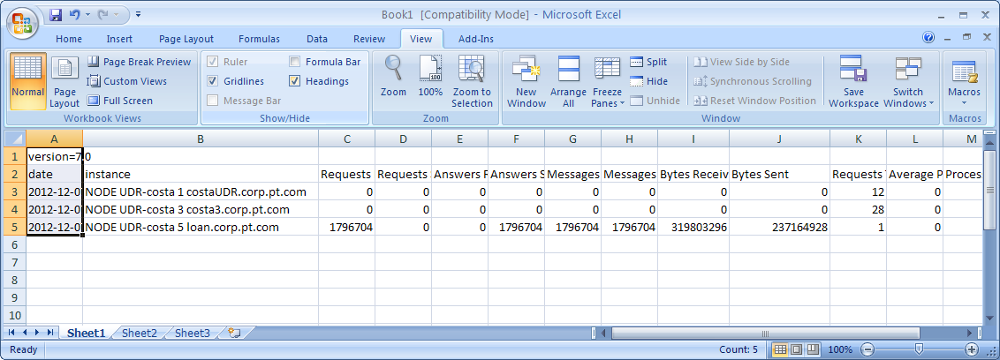 Book1 [Compatibility Mode] - Microsoft Excel
Home Insert Page Layout Formulas Data Review View Add-Ins
Normal
Page Layout
Page Break Preview
Custom Views
Full Screen
Workbook Views
Ruler
Formula Bar
Gridlines
Headings
Message Bar
Show/Hide
Zoom
100%
Zoom to Selection
Zoom
New Window
Arrange All
Freeze Panes
Split
Hide
Unhide
View Side by Side
Synchronous Scrolling
Reset Window Position
Save Workspace
Switch Windows
Window
Macros
Macros
A B C D E F G H I J K L M
1 version=7.0
2 date instance Requests Requests Answers F Answers S Messages Messages Bytes Receiv Bytes Sent Requests Average P Proces
3 2012-12-0 NODE UDR-costa 1 costaUDR.corp.pt.com 0 0 0 0 0 0 0 0 12 0
4 2012-12-0 NODE UDR-costa 3 costa3.corp.pt.com 0 0 0 0 0 0 0 0 28 0
5 2012-12-0 NODE UDR-costa 5 loan.corp.pt.com 1796704 0 0 1796704 1796704 1796704 319803296 237164928 1 0
6
7
8
9
10
Sheet1 Sheet2 Sheet3
Ready Count: 5 100%